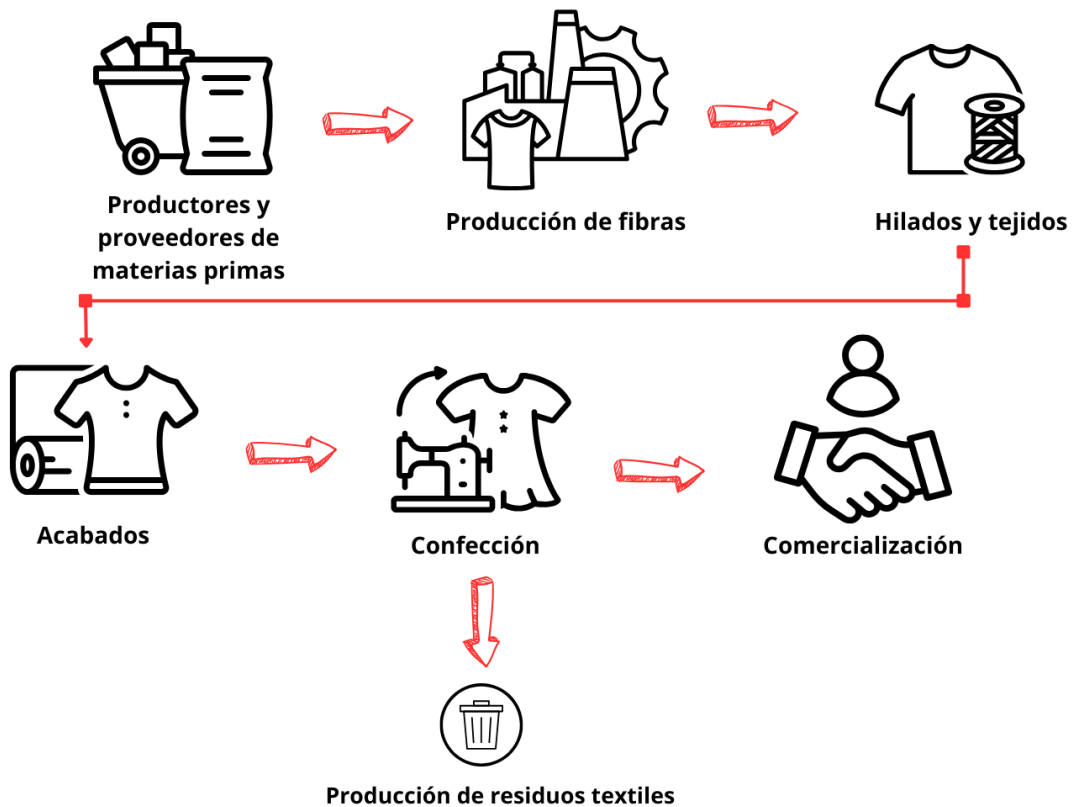 Productores y
proveedores de
materias primas
Producción de fibras
Hilados y tejidos
Acabados
Confección
Comercialización
Producción de residuos textiles